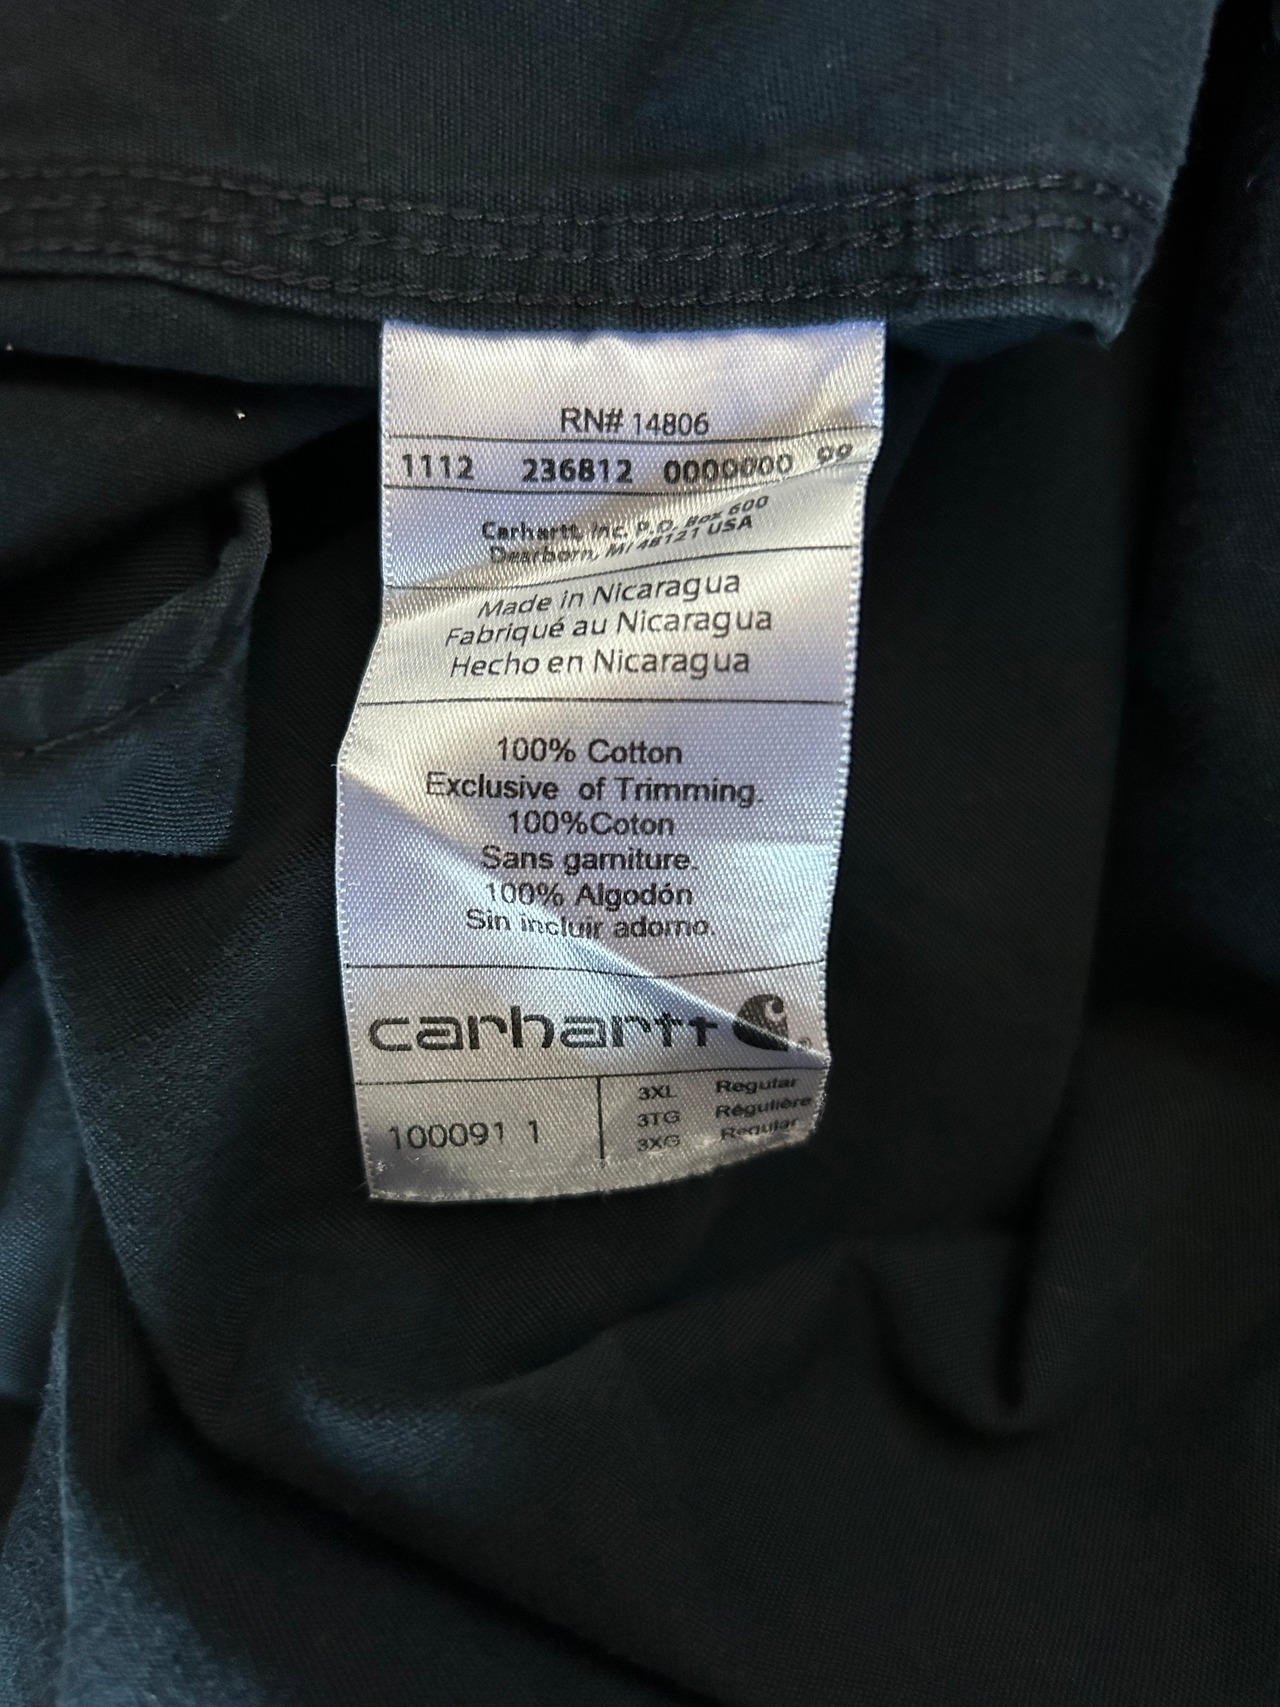 RN# 14806
1112 236812 0000000 99
Carhartt, Inc. P.O. Box 600
Dearborn, MI 48121 USA
Made in Nicaragua
Fabriqué au Nicaragua
Hecho en Nicaragua
100% Cotton
Exclusive of Trimming.
100%Coton
Sans garniture.
100% Algodón
Sin incluir adorno.
carhartt ®
100091 1
3XL Regular
3TG Régulière
3XG Regular